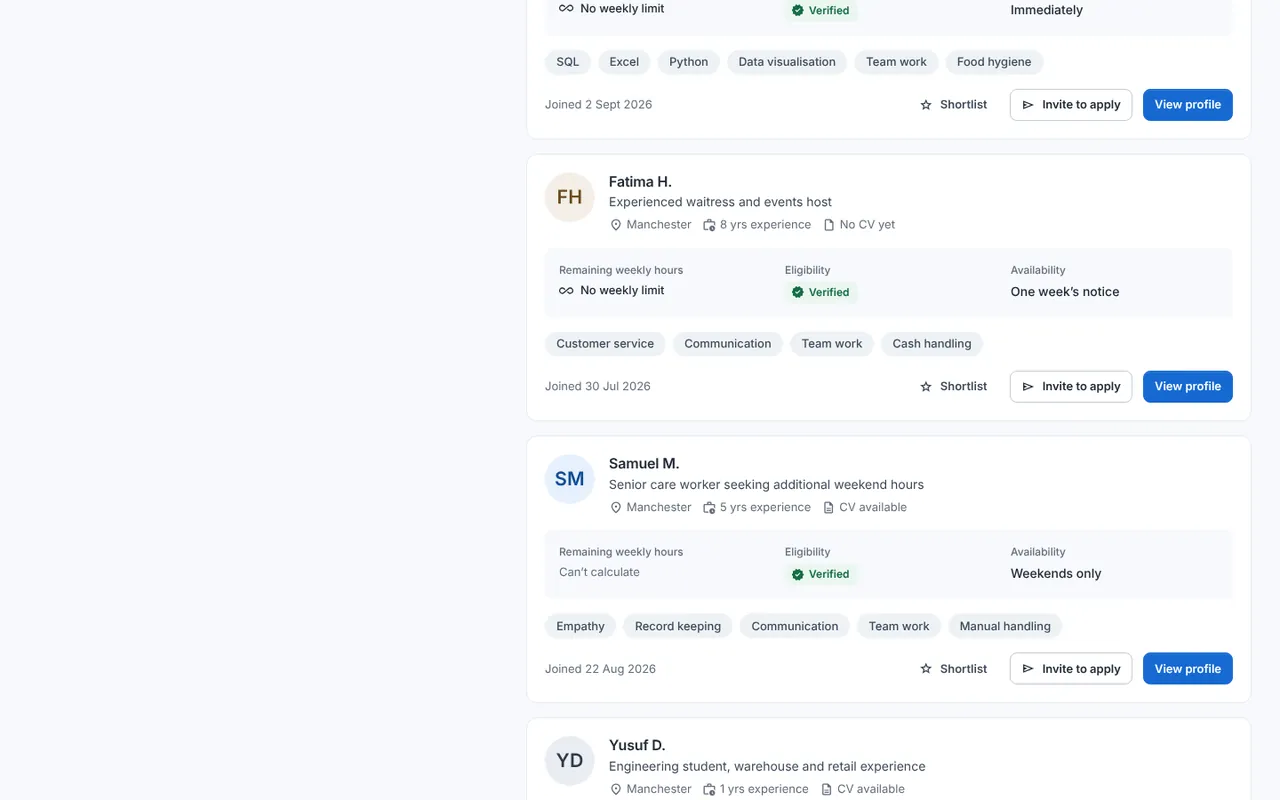 No weekly limit Verified Immediately
SQL Excel Python Data visualisation Team work Food hygiene
Joined 2 Sept 2026 Shortlist Invite to apply View profile
FH Fatima H.
Experienced waitress and events host
Manchester 8 yrs experience No CV yet
Remaining weekly hours Eligibility Availability
No weekly limit Verified One week’s notice
Customer service Communication Team work Cash handling
Joined 30 Jul 2026 Shortlist Invite to apply View profile
SM Samuel M.
Senior care worker seeking additional weekend hours
Manchester 5 yrs experience CV available
Remaining weekly hours Eligibility Availability
Can’t calculate Verified Weekends only
Empathy Record keeping Communication Team work Manual handling
Joined 22 Aug 2026 Shortlist Invite to apply View profile
YD Yusuf D.
Engineering student, warehouse and retail experience
Manchester 1 yrs experience CV available